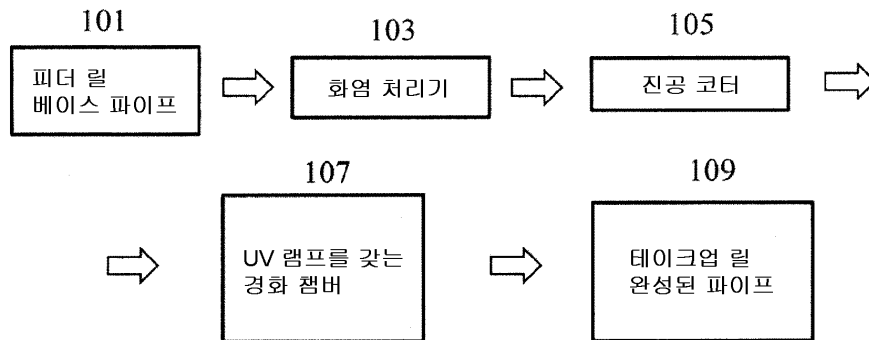 101
103
105
피더 릴
베이스 파이프
화염 처리기
진공 코터
107
109
UV 램프를 갖는
경화 챔버
테이크업 릴
완성된 파이프